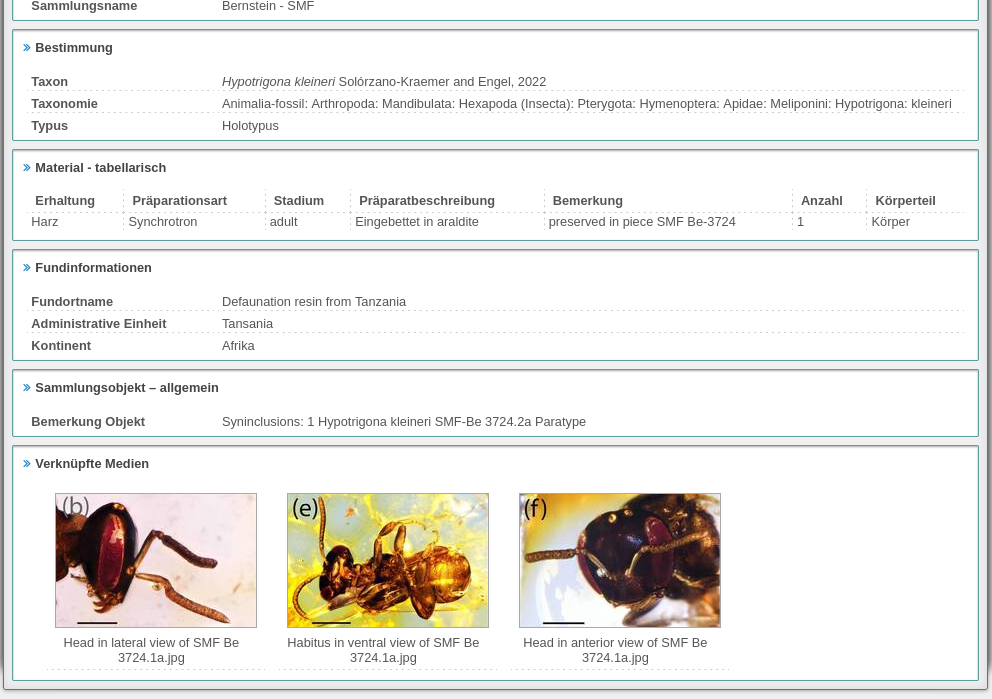 Sammlungsname Bernstein - SMF
Bestimmung
Taxon Hypotrigona kleineri Solórzano-Kraemer and Engel, 2022
Taxonomie Animalia-fossil: Arthropoda: Mandibulata: Hexapoda (Insecta): Pterygota: Hymenoptera: Apidae: Meliponini: Hypotrigona: kleineri
Typus Holotypus
Material - tabellarisch
Erhaltung Präparationsart Stadium Präparatbeschreibung Bemerkung Anzahl Körperteil
Harz Synchrotron adult Eingebettet in araldite preserved in piece SMF Be-3724 1 Körper
Fundinformationen
Fundortname Defaunation resin from Tanzania
Administrative Einheit Tansania
Kontinent Afrika
Sammlungsobjekt – allgemein
Bemerkung Objekt Syninclusions: 1 Hypotrigona kleineri SMF-Be 3724.2a Paratype
Verknüpfte Medien
(b) (e) (f)
Head in lateral view of SMF Be Habitus in ventral view of SMF Be Head in anterior view of SMF Be
3724.1a.jpg 3724.1a.jpg 3724.1a.jpg